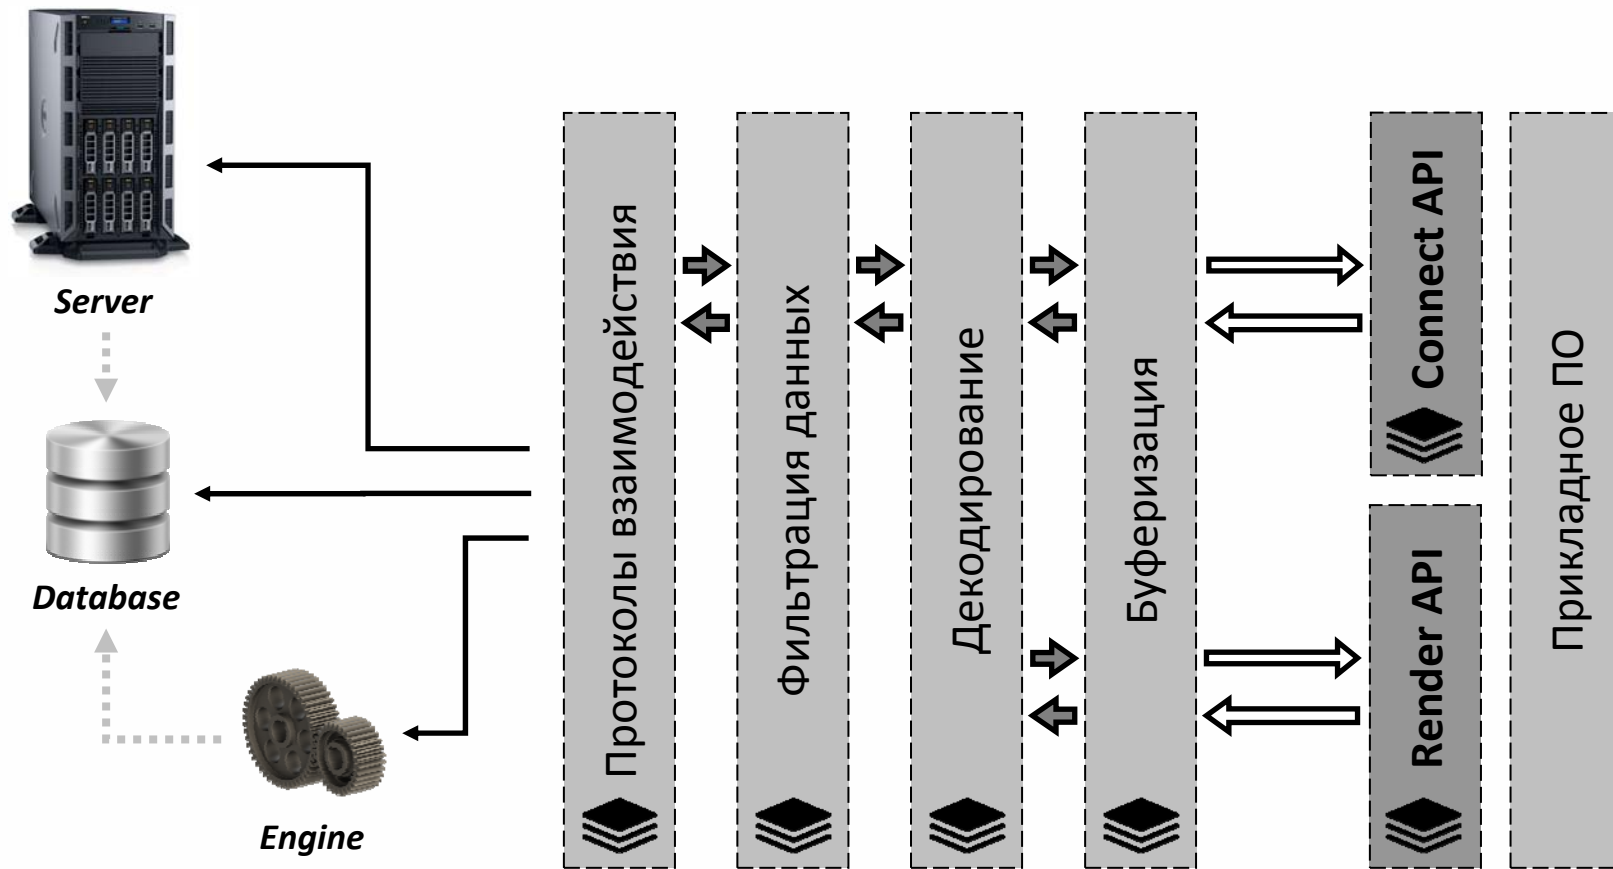 Server
Database
Engine
Протоколы взаимодействия
Фильтрация данных
Декодирование
Буферизация
Connect API
Render API
Прикладное ПО